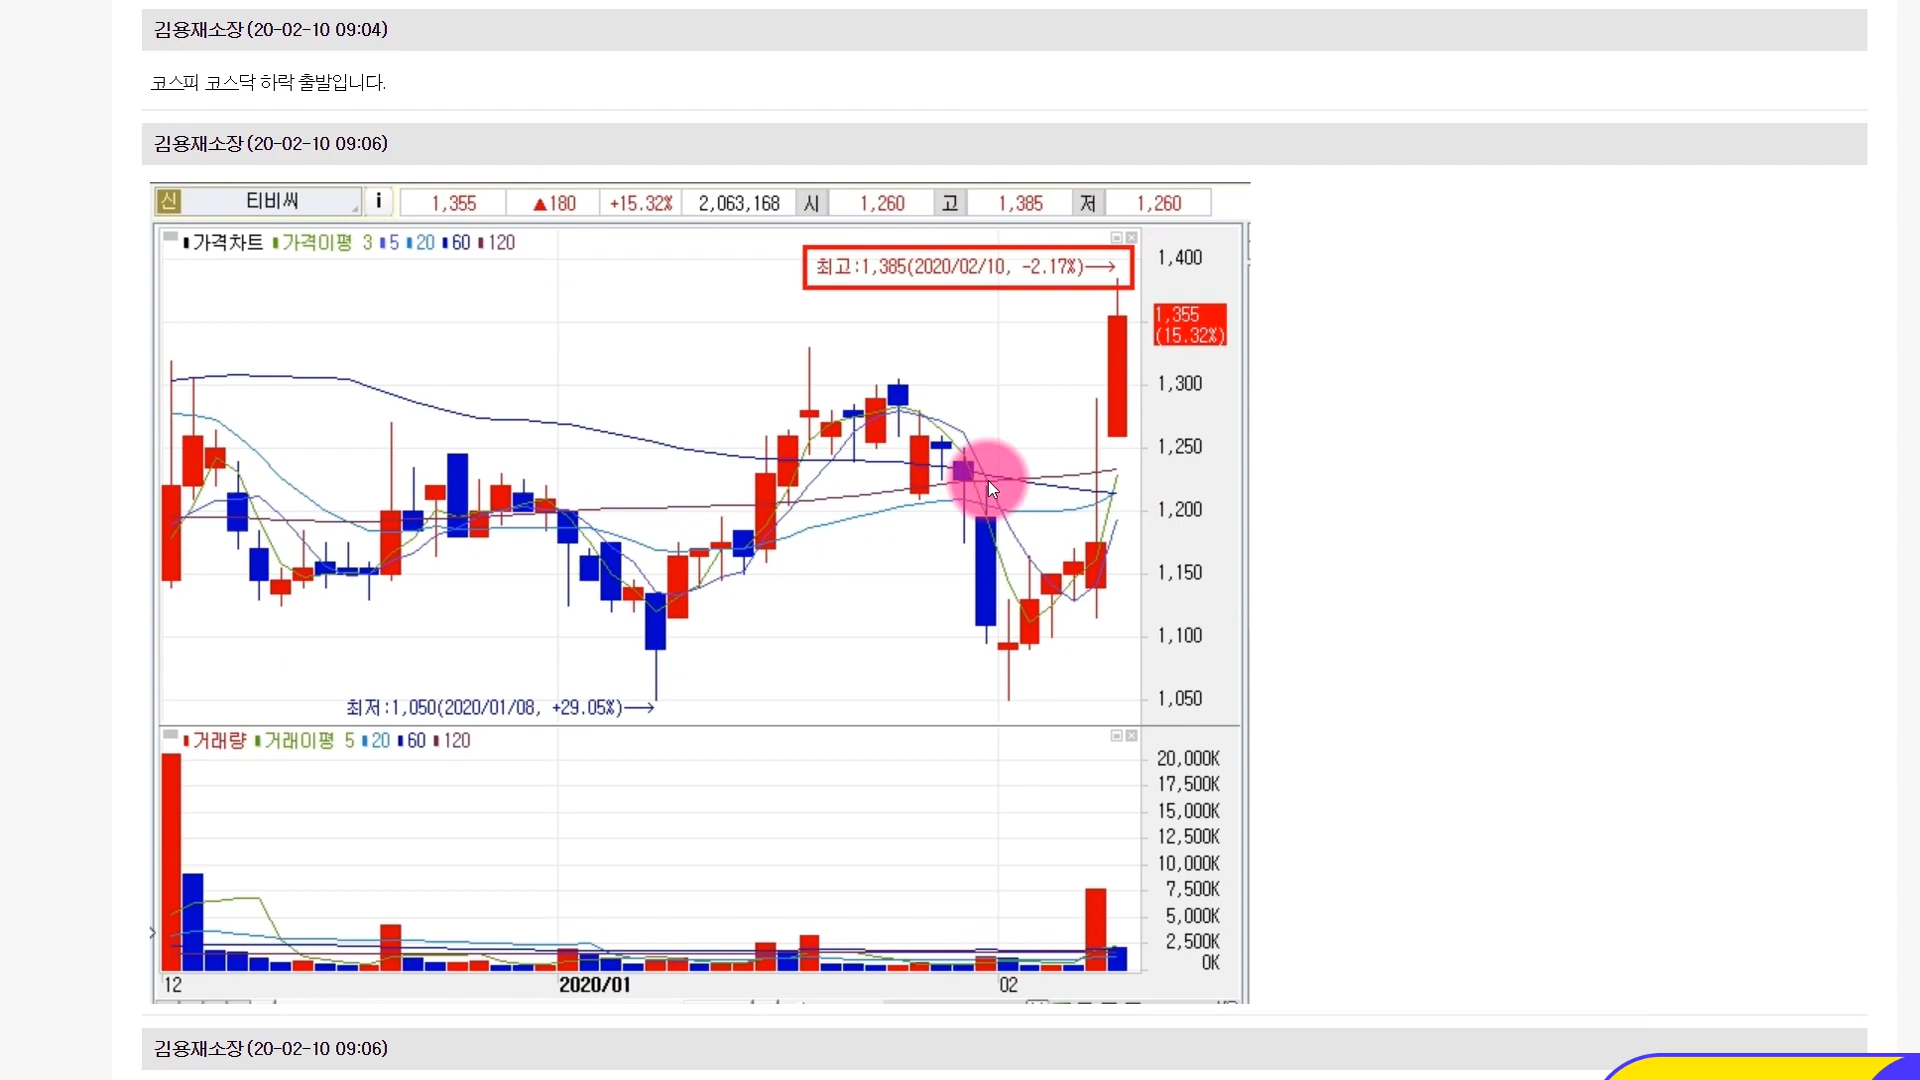 김용재소장(20-02-10 09:04)
코스피 코스닥 하락 출발입니다.
김용재소장(20-02-10 09:06)
신 티비씨 i 1,355 ▲180 +15.32% 2,063,168 시 1,260 고 1,385 저 1,260
가격차트 가격이평 3 5 20 60 120
최고:1,385(2020/02/10, -2.17%)→
1,400
1,355
(15.32%)
1,300
1,250
1,200
1,150
1,100
1,050
최저:1,050(2020/01/08, +29.05%)→
거래량 거래이평 5 20 60 120
20,000K
17,500K
15,000K
12,500K
10,000K
7,500K
5,000K
2,500K
0K
12 2020/01 02
김용재소장(20-02-10 09:06)